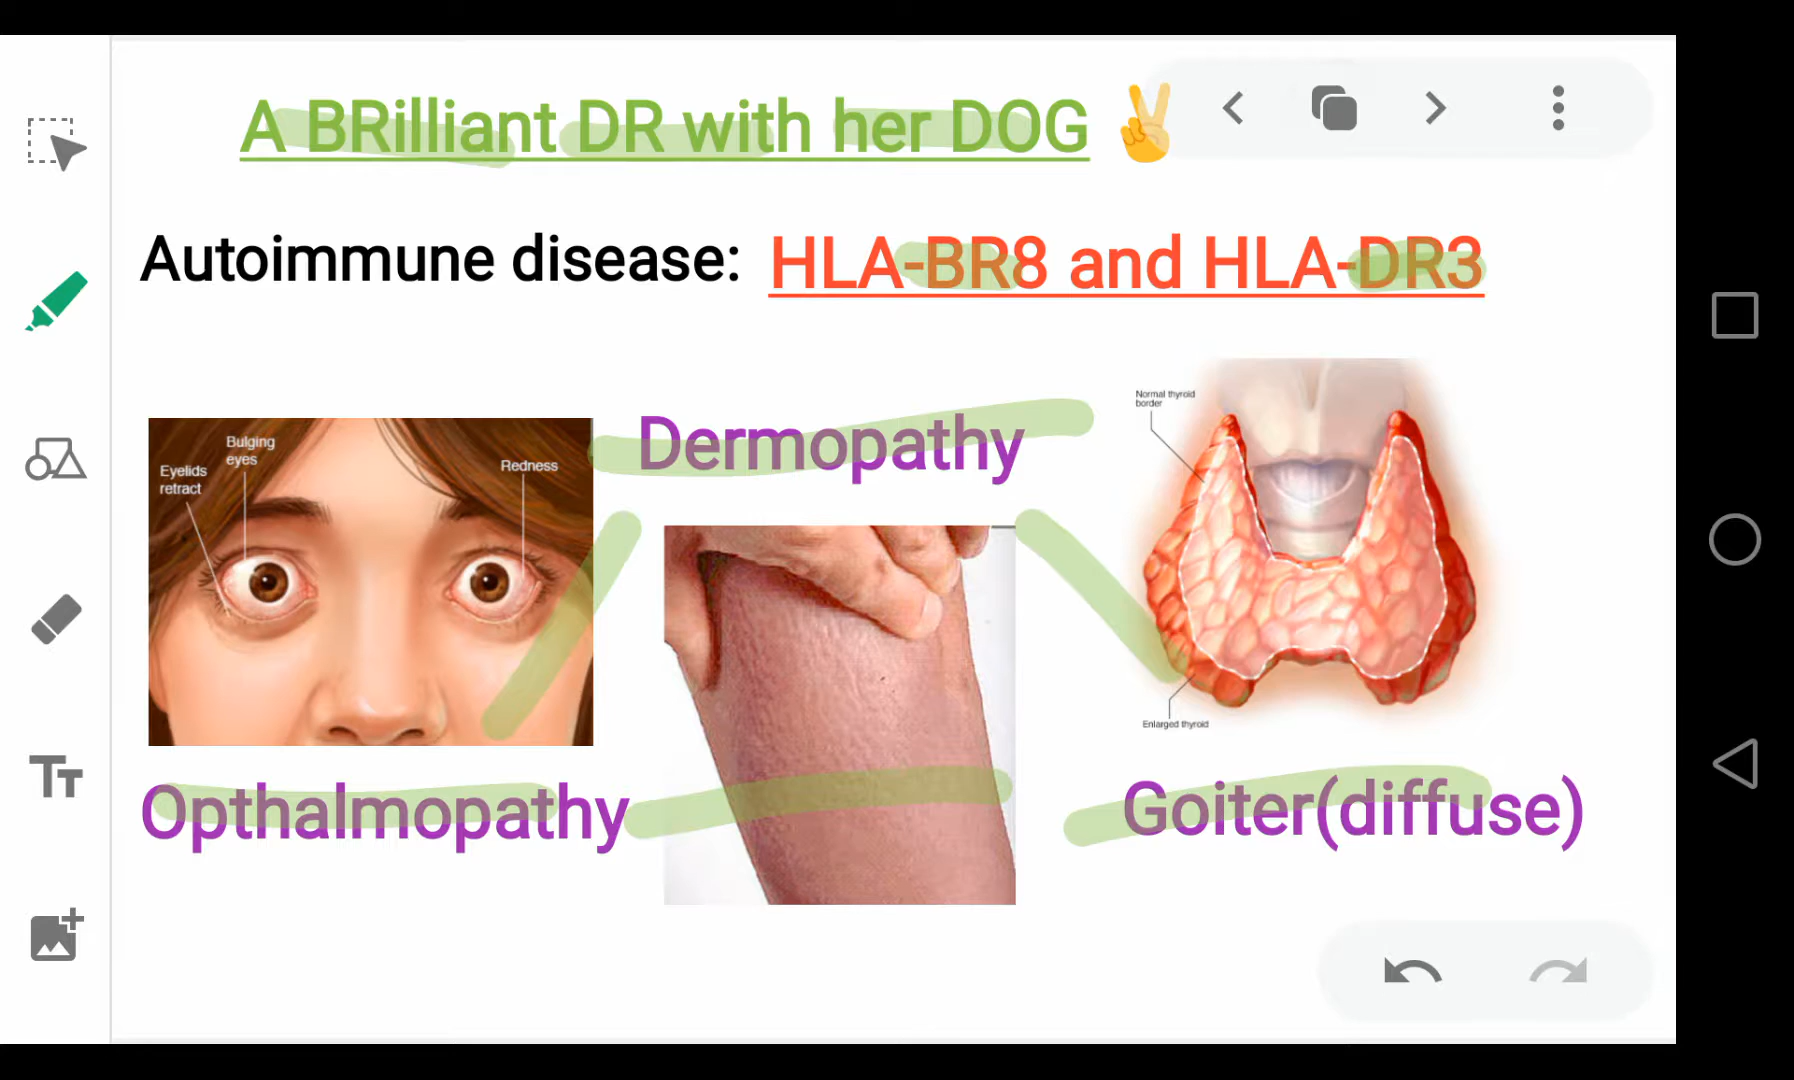 A BRilliant DR with her DOG ✌
Autoimmune disease: HLA-BR8 and HLA-DR3
Dermopathy
Normal thyroid
border
Bulging
eyes
Eyelids
retract
Redness
Enlarged thyroid
Opthalmopathy
Goiter(diffuse)
TT